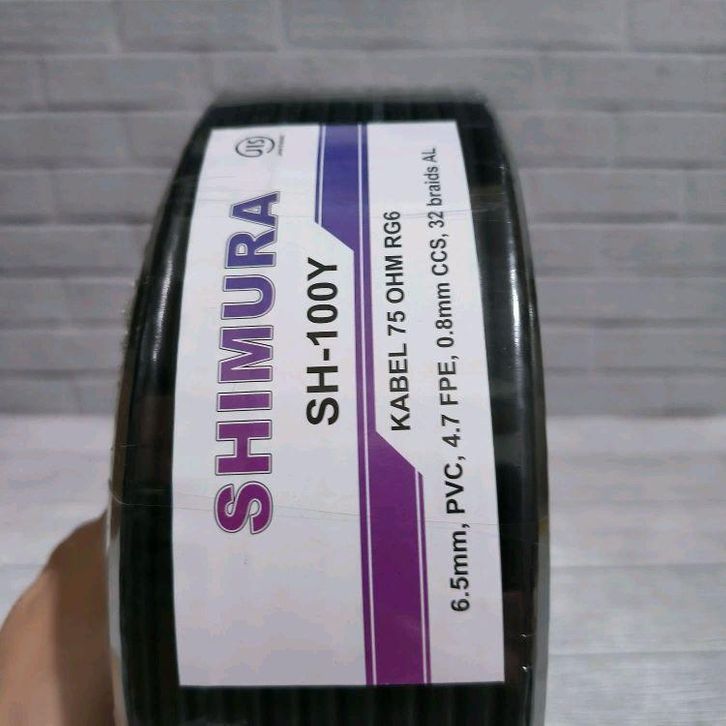 JIS
SHIMURA
SH-100Y
KABEL 75 OHM RG6
6.5mm, PVC, 4.7 FPE, 0.8mm CCS, 32 braids AL